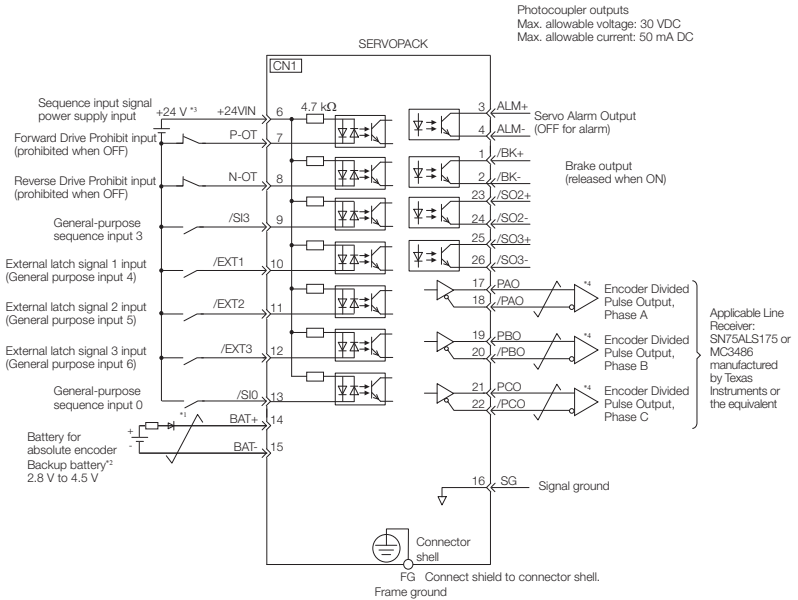 Photocoupler outputs
Max. allowable voltage: 30 VDC
Max. allowable current: 50 mA DC
SERVOPACK
CN1
Sequence input signal
power supply input
+24 V *3
+24VIN
6
4.7 kΩ
Forward Drive Prohibit input
(prohibited when OFF)
P-OT
7
Reverse Drive Prohibit input
(prohibited when OFF)
N-OT
8
General-purpose
sequence input 3
/SI3
9
External latch signal 1 input
(General purpose input 4)
/EXT1
10
External latch signal 2 input
(General purpose input 5)
/EXT2
11
External latch signal 3 input
(General purpose input 6)
/EXT3
12
General-purpose
sequence input 0
/SI0
13
*1
BAT+
14
+
-
BAT-
15
Battery for
absolute encoder
Backup battery*2
2.8 V to 4.5 V
3
ALM+
4
ALM-
Servo Alarm Output
(OFF for alarm)
1
/BK+
2
/BK-
Brake output
(released when ON)
23
/SO2+
24
/SO2-
25
/SO3+
26
/SO3-
17
PAO
18
/PAO
*4
Encoder Divided
Pulse Output,
Phase A
19
PBO
20
/PBO
*4
Encoder Divided
Pulse Output,
Phase B
21
PCO
22
/PCO
*4
Encoder Divided
Pulse Output,
Phase C
Applicable Line
Receiver:
SN75ALS175 or
MC3486
manufactured
by Texas
Instruments or
the equivalent
16
SG
Signal ground
Connector
shell
FG
Connect shield to connector shell.
Frame ground